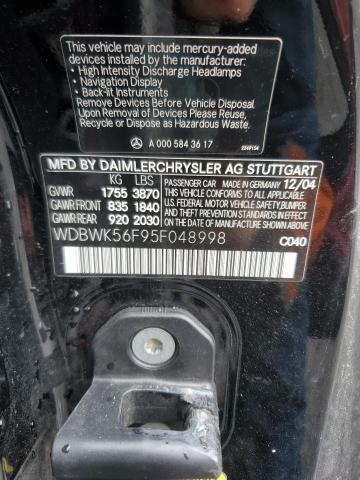 This vehicle may include mercury-added
devices installed by the manufacturer:
- High Intensity Discharge Headlamps
- Navigation Display
- Back-lit Instruments
Remove Devices Before Vehicle Disposal
Upon Removal of Devices Please Reuse,
Recycle or Dispose as Hazardous Waste.
A 000 584 36 17
2249154
MFD BY DAIMLERCHRYSLER AG STUTTGART
KG LBS PASSENGER CAR MADE IN GERMANY 12/04
GVWR 1755 3870
GAWR FRONT 835 1840
GAWR REAR 920 2030
THIS VEHICLE CONFORMS TO ALL APPLICABLE
U.S. FEDERAL MOTOR VEHICLE SAFETY
BUMPER AND THEFT PREVENTION STANDARDS IN EFFECT
ON THE DATE OF MANUFACTURE SHOWN ABOVE
WDBWK56F95F048998 C040